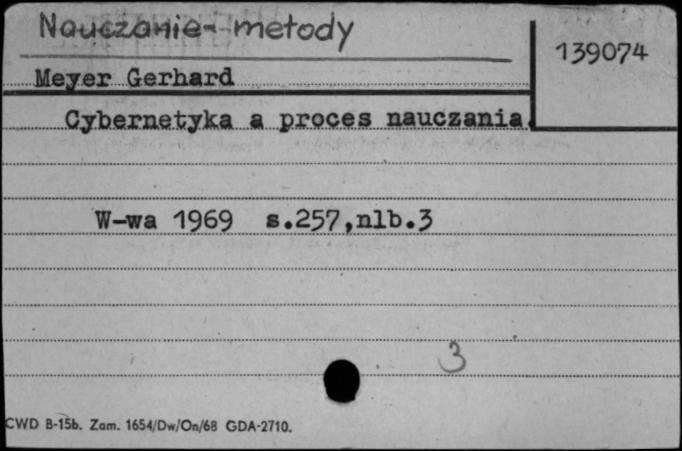 Nauczanie- metody
139074
Meyer Gerhard
Cybernetyka a proces nauczania.
W-wa 1969 s.257,nlb.3
3
CWD B-15b. Zam. 1654/Dw/On/68 GDA-2710.